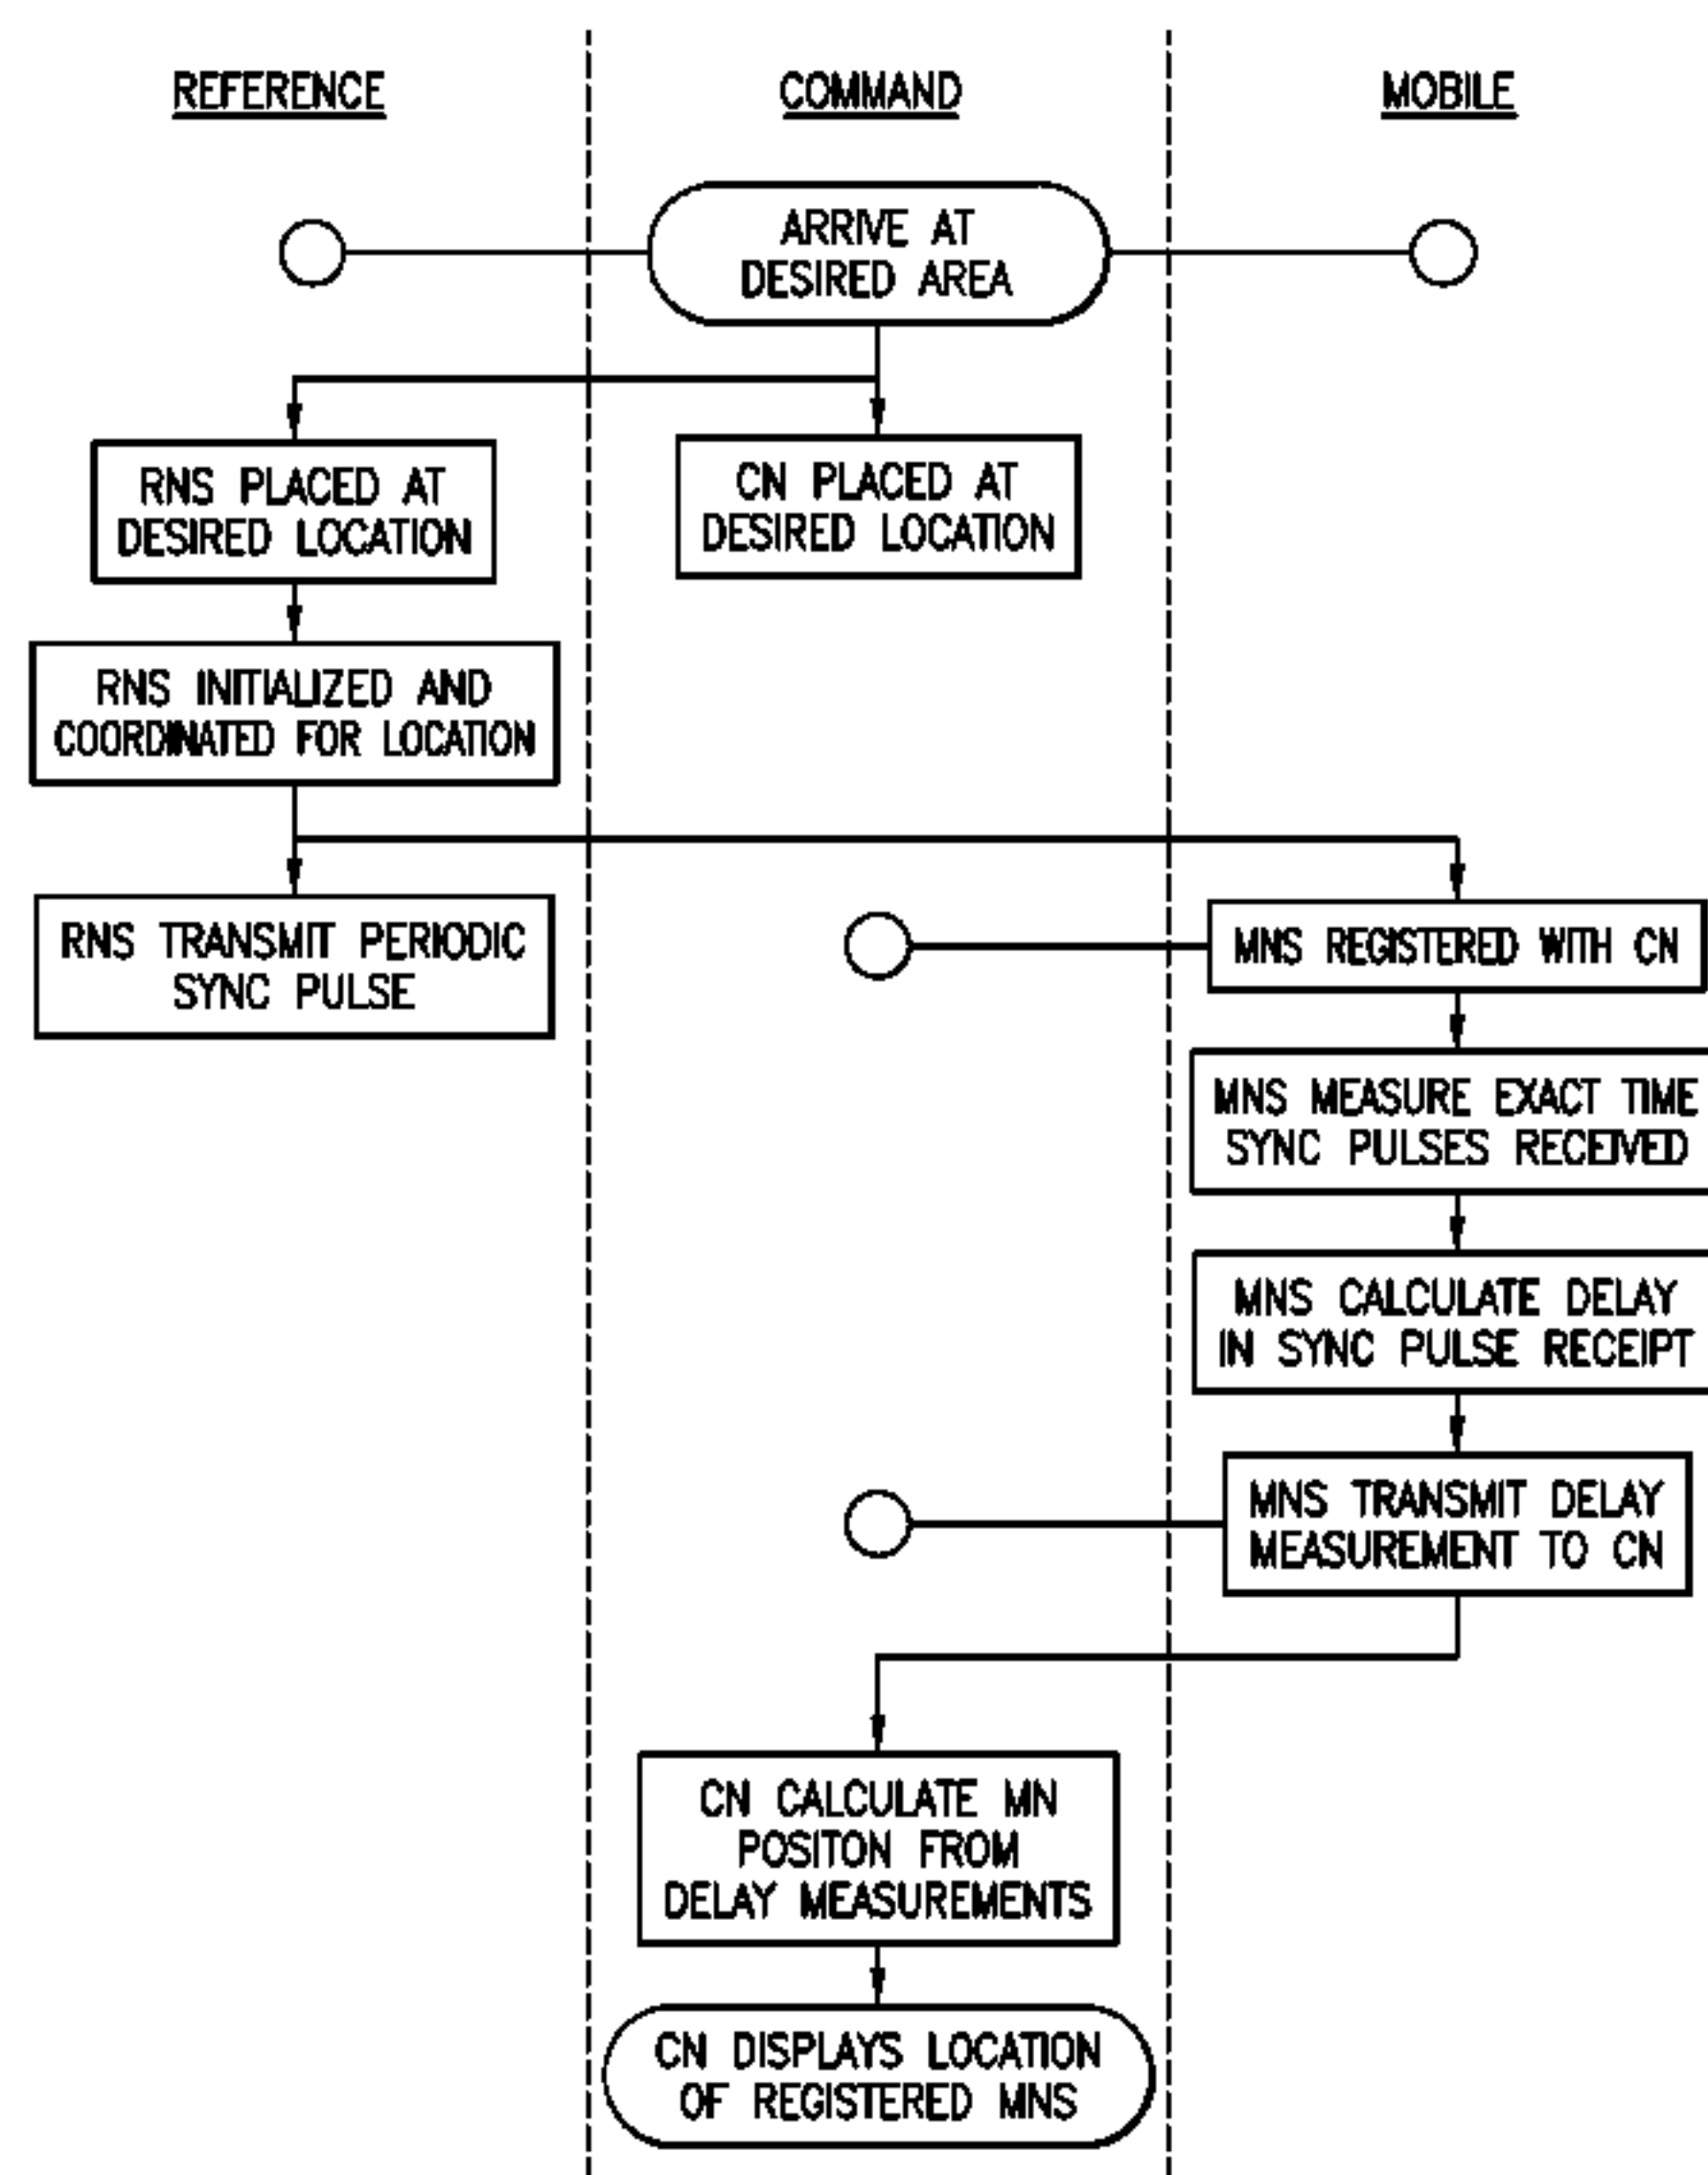 REFERENCE
COMMAND
MOBILE
ARRIVE AT
DESIRED AREA
RNS PLACED AT
DESIRED LOCATION
CN PLACED AT
DESIRED LOCATION
RNS INITIALIZED AND
COORDINATED FOR LOCATION
RNS TRANSMIT PERIODIC
SYNC PULSE
MNS REGISTERED WITH CN
MNS MEASURE EXACT TIME
SYNC PULSES RECEIVED
MNS CALCULATE DELAY
IN SYNC PULSE RECEIPT
MNS TRANSMIT DELAY
MEASUREMENT TO CN
CN CALCULATE MN
POSITON FROM
DELAY MEASUREMENTS
CN DISPLAYS LOCATION
OF REGISTERED MNS